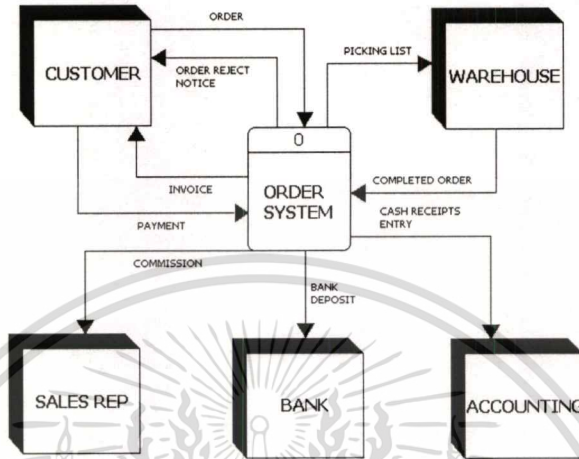 ORDER
CUSTOMER
ORDER REJECT
NOTICE
PICKING LIST
WAREHOUSE
0
INVOICE
ORDER
SYSTEM
COMPLETED ORDER
PAYMENT
CASH RECEIPTS
ENTRY
COMMISSION
BANK
DEPOSIT
SALES REP
BANK
ACCOUNTING